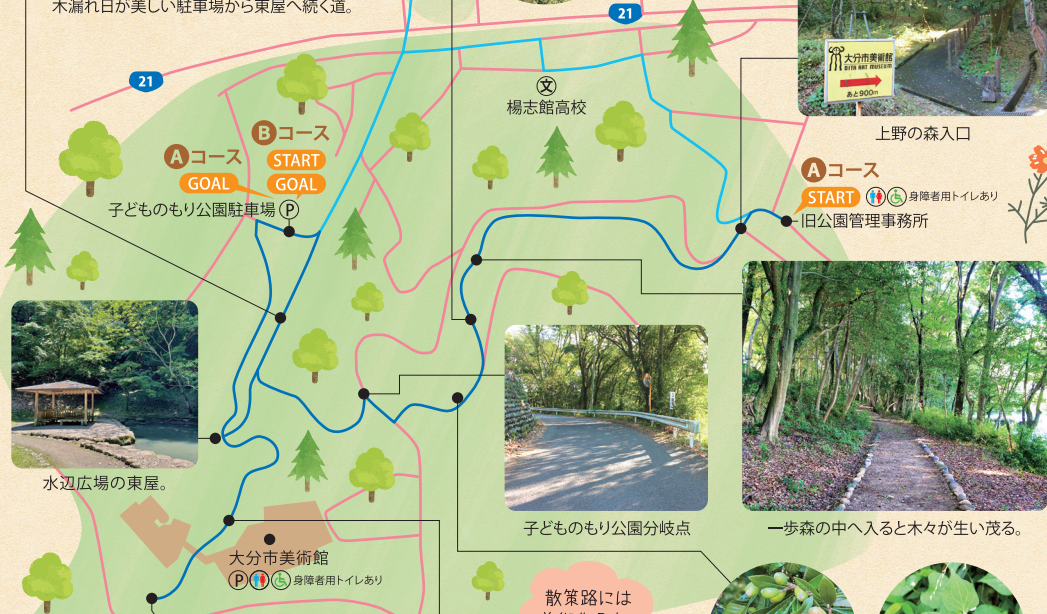 木漏れ日が美しい駐車場から東屋へ続く道。
21
21
大分市美術館
OITA ART MUSEUM
あと900m
文
楊志館高校
上野の森入口
Bコース
START
GOAL
Aコース
GOAL
子どものもり公園駐車場 P
Aコース
START
身障者用トイレあり
旧公園管理事務所
水辺広場の東屋。
子どものもり公園分岐点
一歩森の中へ入ると木々が生い茂る。
大分市美術館
P 身障者用トイレあり
散策路には